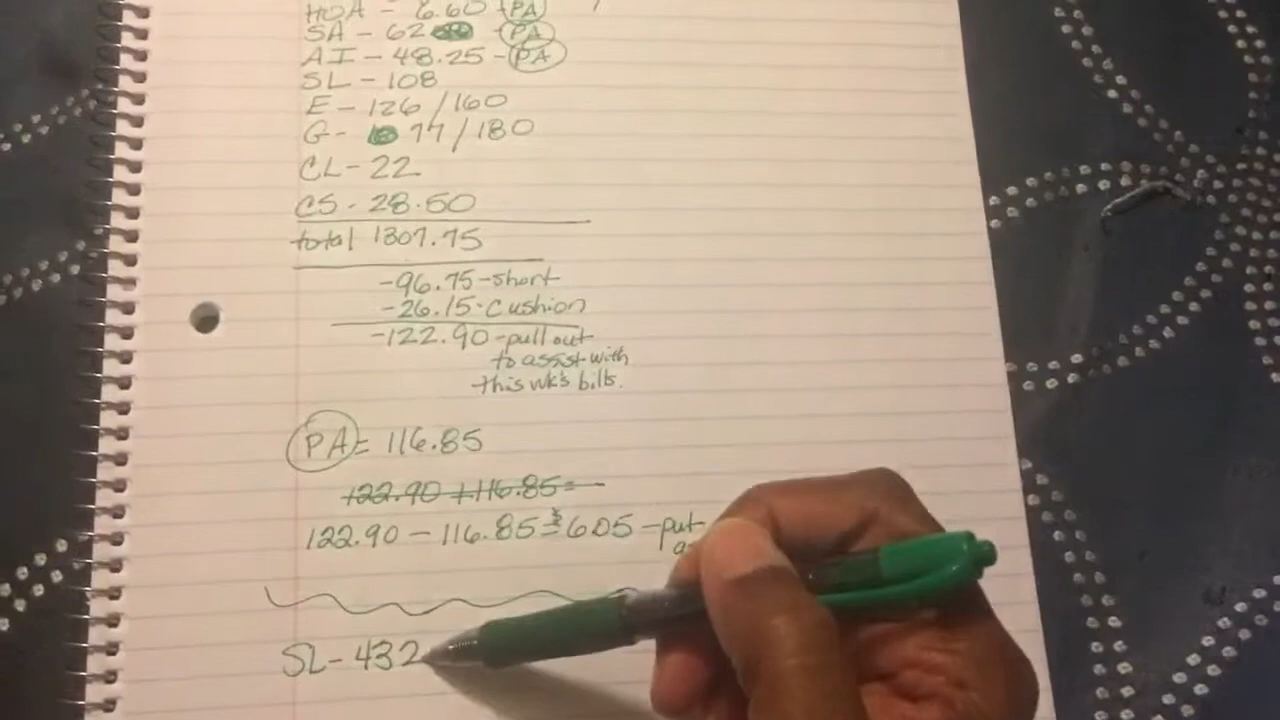 HOA - 6.60 (PA)
SA - 62 - (PA)
AI - 48.25 - (PA)
SL - 108
E - 126 / 160
G - 77 / 180
CL - 22
CS - 28.50
total 1307.75
-96.75 - short
-26.15 - Cushion
-122.90 - pull out
to assist with
this wk's bills.
(PA) = 116.85
122.90 + 116.85 =
122.90 - 116.85 = $6.05 - put
SL - 432